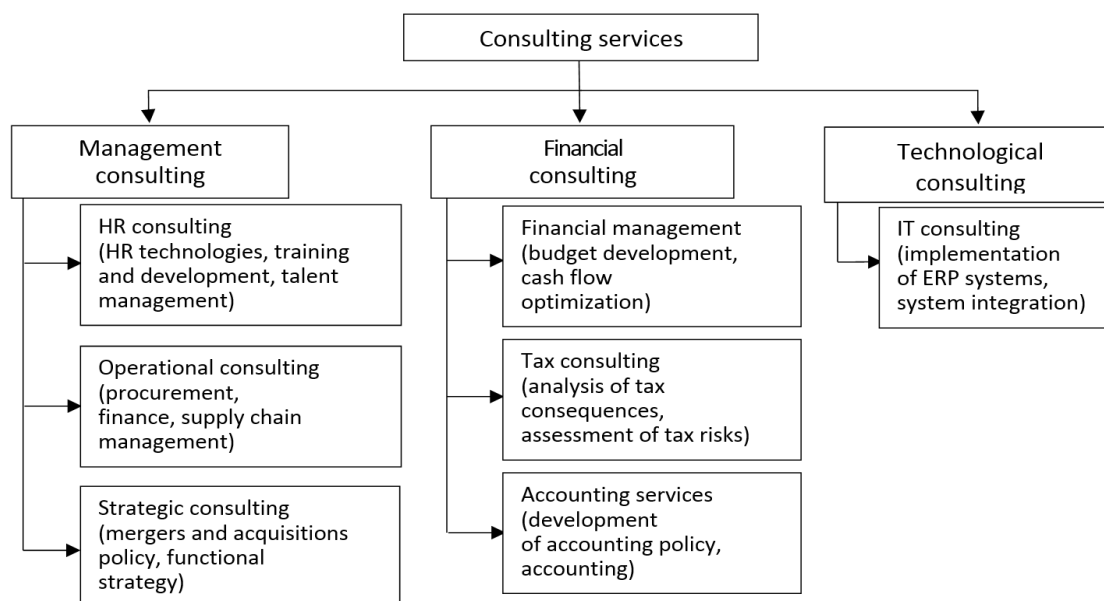 Consulting services
Management
consulting
HR consulting
(HR technologies, training
and development, talent
management)
Operational consulting
(procurement,
finance, supply chain
management)
Strategic consulting
(mergers and acquisitions
policy, functional
strategy)
Financial
consulting
Financial management
(budget development,
cash flow
optimization)
Tax consulting
(analysis of tax
consequences,
assessment of tax risks)
Accounting services
(development
of accounting policy,
accounting)
Technological
consulting
IT consulting
(implementation
of ERP systems,
system integration)